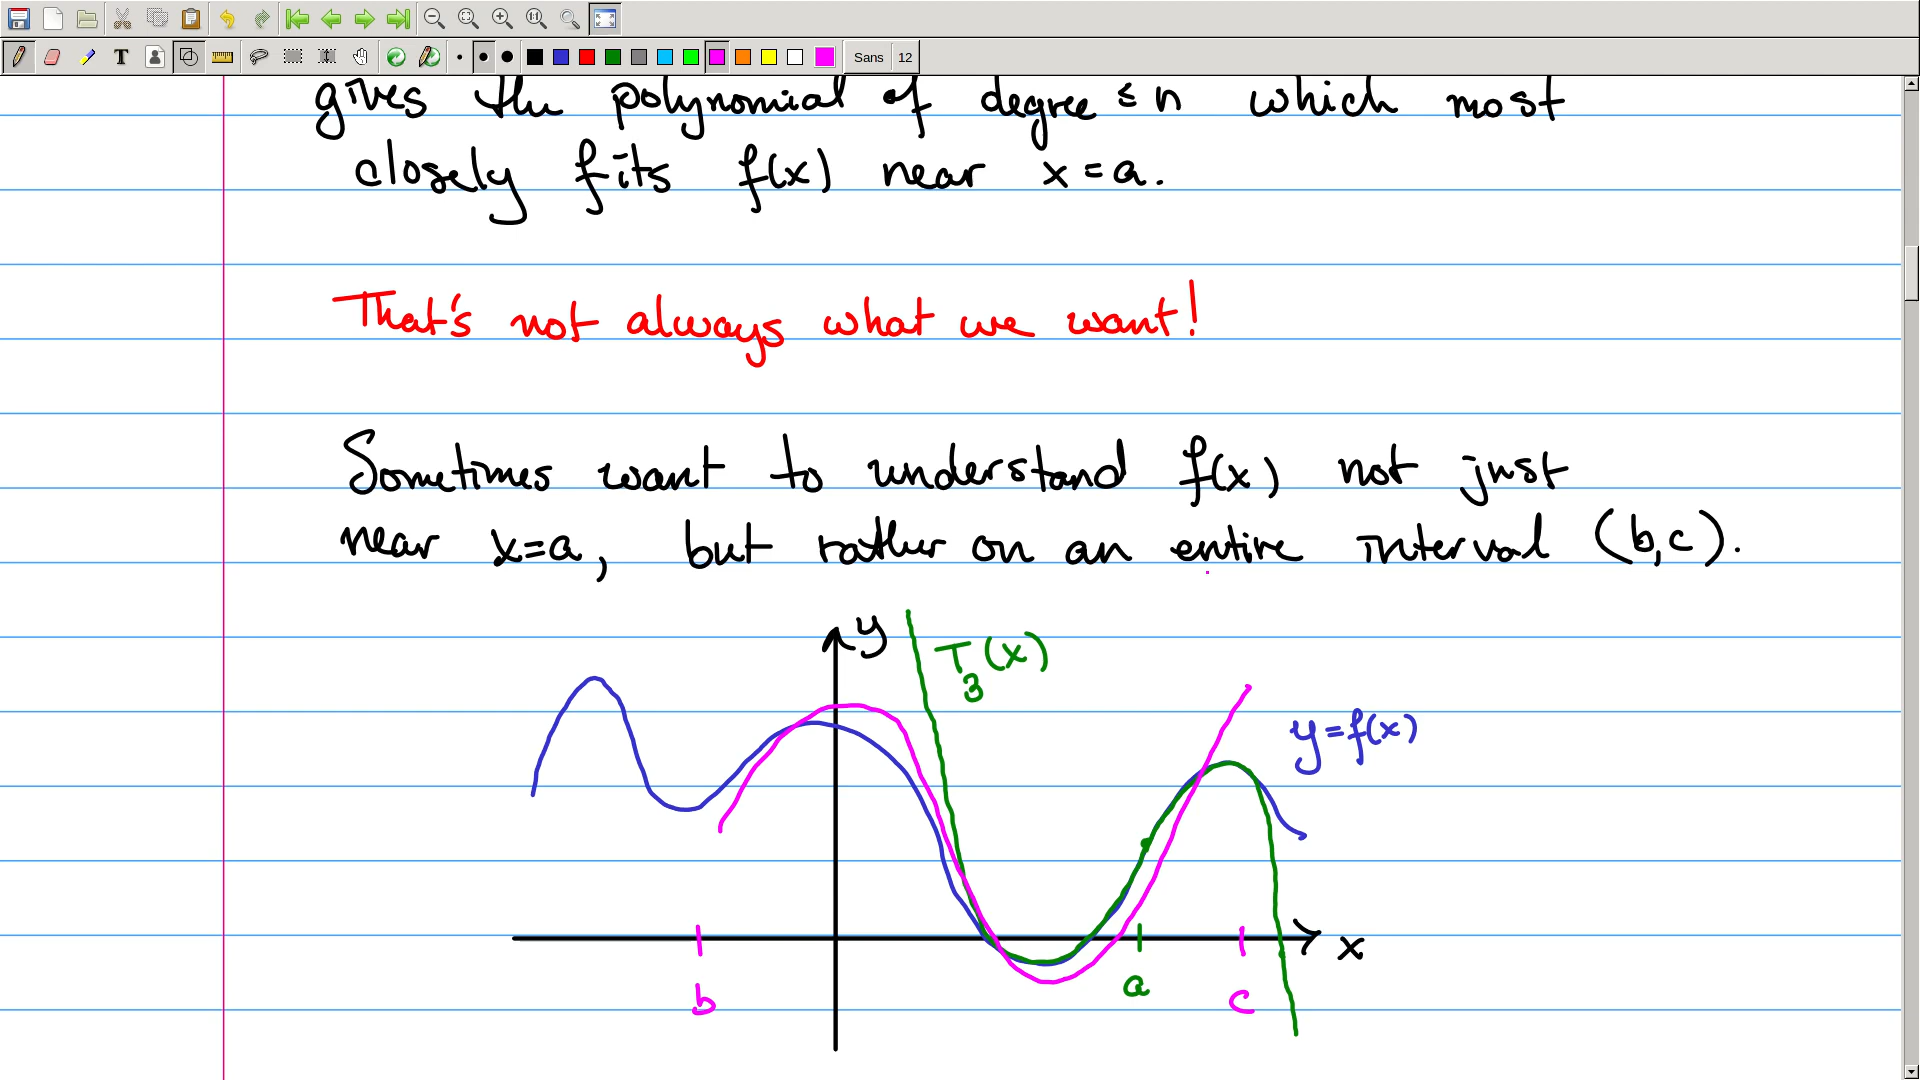 Sans 12
gives the polynomial of degree ≤ n which most
closely fits f(x) near x=a.
That's not always what we want!
Sometimes want to understand f(x) not just
near x=a, but rather on an entire interval (b,c).
y
T₃(x)
y=f(x)
x
b
a
c